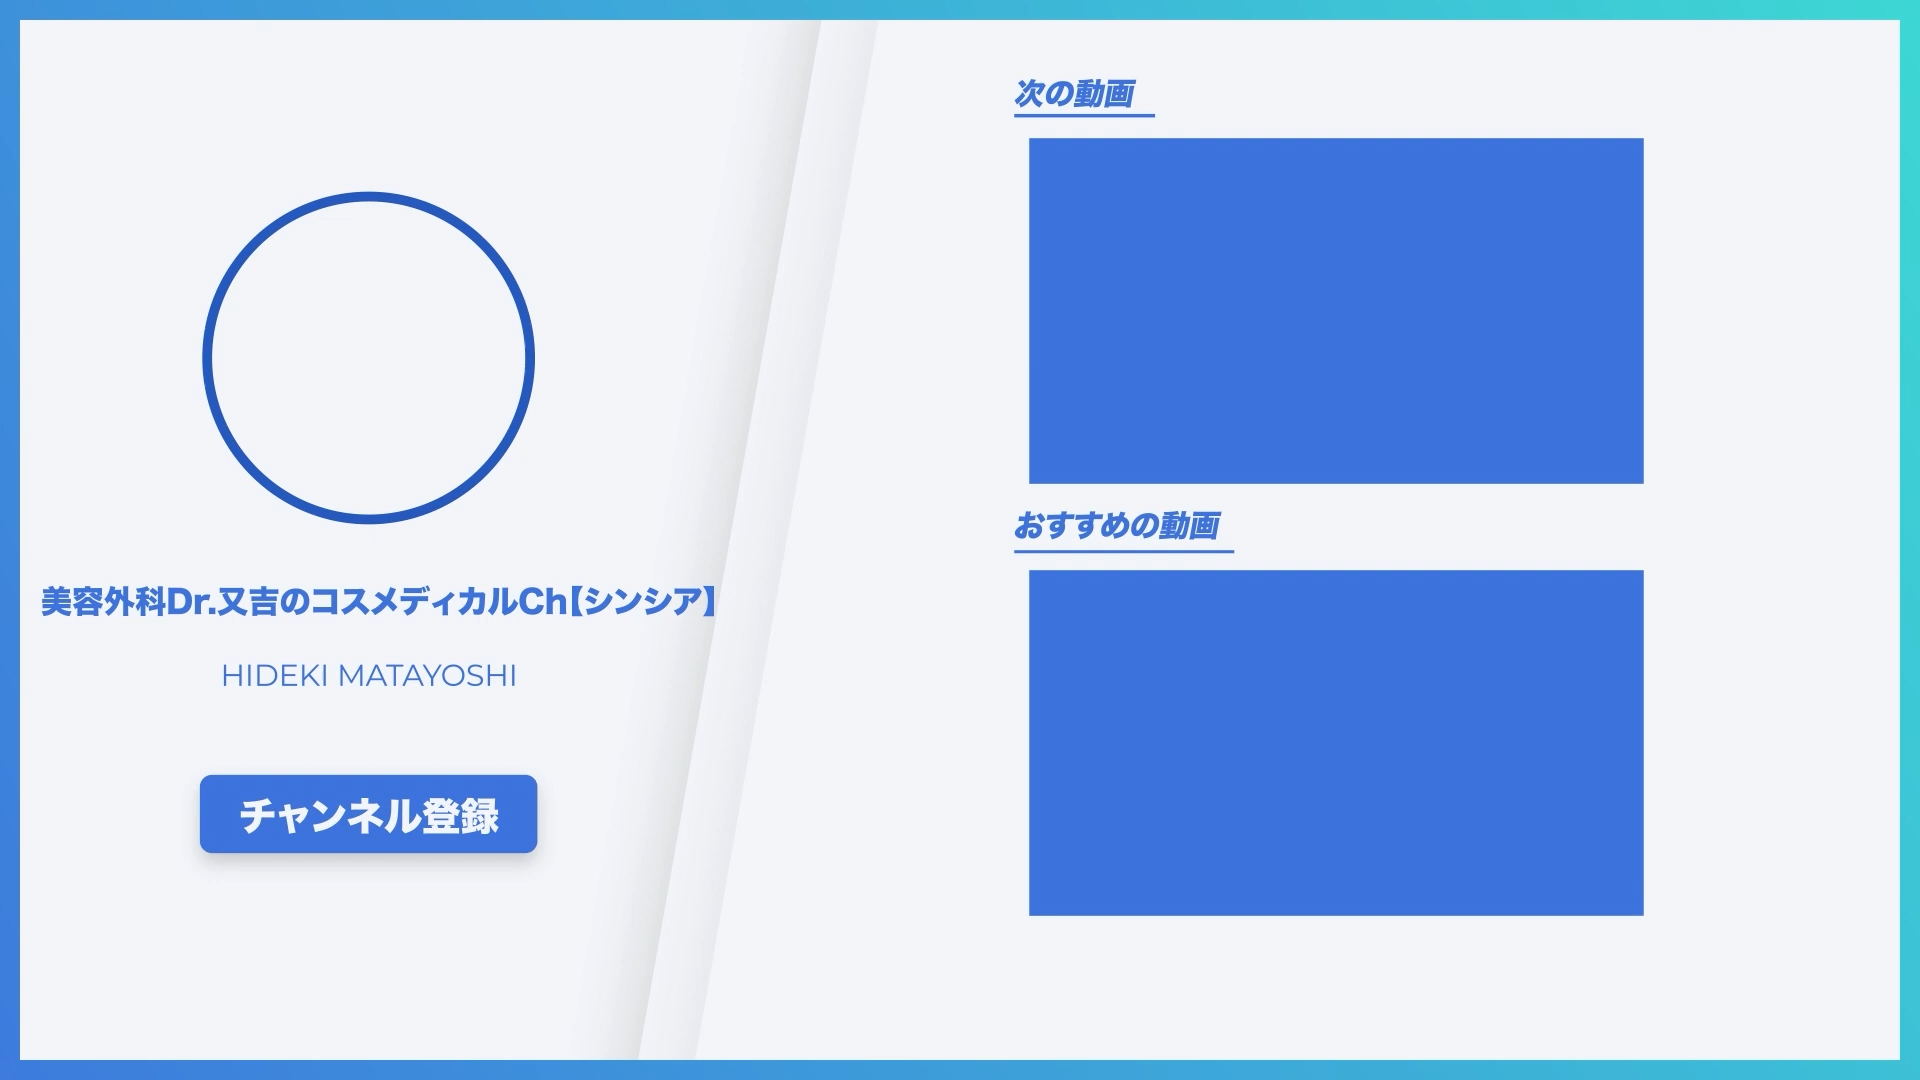 美容外科Dr.又吉のコスメディカルCh【シンシア】
HIDEKI MATAYOSHI
チャンネル登録
次の動画
おすすめの動画